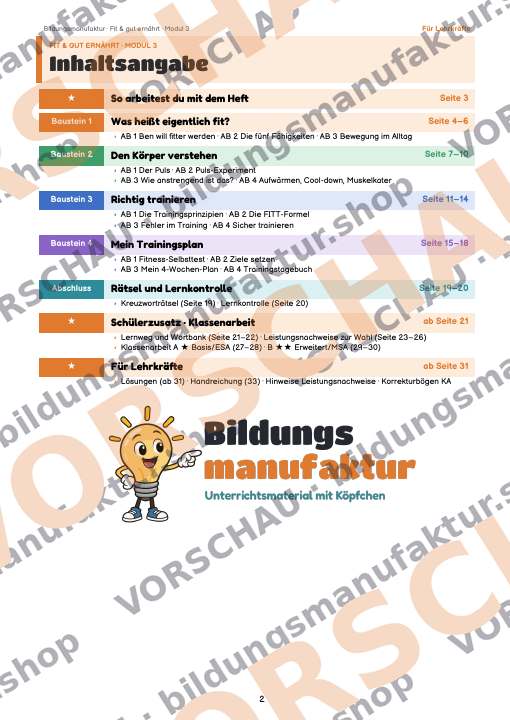 Bildungsmanufaktur · Fit & gut ernährt · Modul 3
Für Lehrkräfte
FIT & GUT ERNÄHRT · MODUL 3
Inhaltsangabe
★ So arbeitest du mit dem Heft Seite 3
Baustein 1 Was heißt eigentlich fit? Seite 4–6
› AB 1 Ben will fitter werden · AB 2 Die fünf Fähigkeiten · AB 3 Bewegung im Alltag
Baustein 2 Den Körper verstehen Seite 7–10
› AB 1 Der Puls · AB 2 Puls-Experiment
› AB 3 Wie anstrengend ist das? · AB 4 Aufwärmen, Cool-down, Muskelkater
Baustein 3 Richtig trainieren Seite 11–14
› AB 1 Die Trainingsprinzipien · AB 2 Die FITT-Formel
› AB 3 Fehler im Training · AB 4 Sicher trainieren
Baustein 4 Mein Trainingsplan Seite 15–18
› AB 1 Fitness-Selbsttest · AB 2 Ziele setzen
› AB 3 Mein 4-Wochen-Plan · AB 4 Trainingstagebuch
Abschluss Rätsel und Lernkontrolle Seite 19–20
› Kreuzworträtsel (Seite 19) · Lernkontrolle (Seite 20)
★ Schülerzusatz · Klassenarbeit ab Seite 21
› Lernweg und Wortbank (Seite 21–22) · Leistungsnachweise zur Wahl (Seite 23–26)
› Klassenarbeit A ★ Basis/ESA (27–28) · B ★★ Erweitert/MSA (29–30)
★ Für Lehrkräfte ab Seite 31
› Lösungen (ab 31) · Handreichung (33) · Hinweise Leistungsnachweise · Korrekturbögen KA
Bildungs
manufaktur
Unterrichtsmaterial mit Köpfchen
VORSCHAU · bildungsmanufaktur.shop
VORSCHAU
2